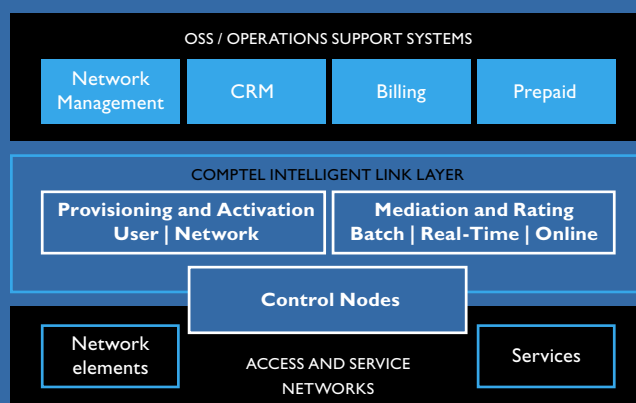 OSS / OPERATIONS SUPPORT SYSTEMS
Network
Management
CRM
Billing
Prepaid
COMPTEL INTELLIGENT LINK LAYER
Provisioning and Activation
User | Network
Mediation and Rating
Batch | Real-Time | Online
Control Nodes
Network
elements
ACCESS AND SERVICE
NETWORKS
Services